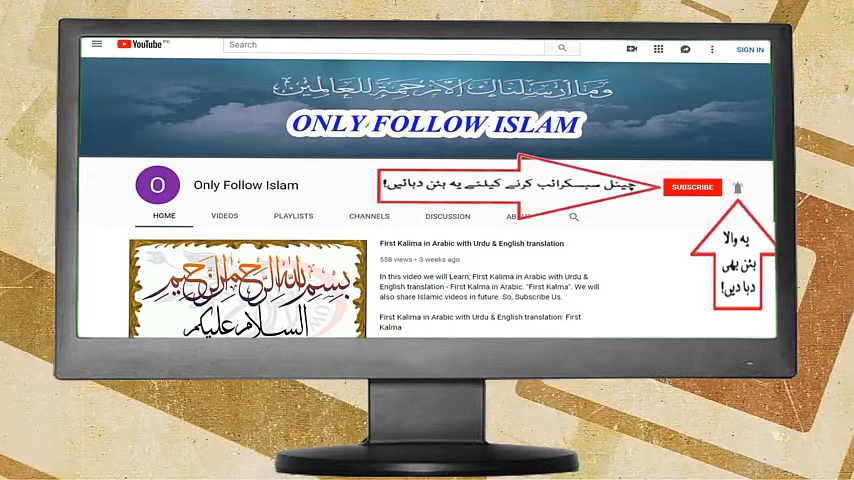 YouTube PK
Search
SIGN IN
وَمَا أَرْسَلْنَاكَ إِلَّا رَحْمَةً لِلْعَالَمِينَ
ONLY FOLLOW ISLAM
O
Only Follow Islam
چینل سبسکرائب کرنے کیلئے یہ بٹن دبائیں!
SUBSCRIBE
HOME VIDEOS PLAYLISTS CHANNELS DISCUSSION
یہ والا
بٹن بھی
دبا دیں!
بسم الله الرحمن الرحيم
السلام علیکم
First Kalima in Arabic with Urdu & English translation
558 views • 3 weeks ago
In this video we will Learn; First Kalima in Arabic with Urdu &
English translation - First Kalima in Arabic. "First Kalma". We will
also share Islamic videos in future. So, Subscribe Us.
First Kalima in Arabic with Urdu & English translation: First
Kalma